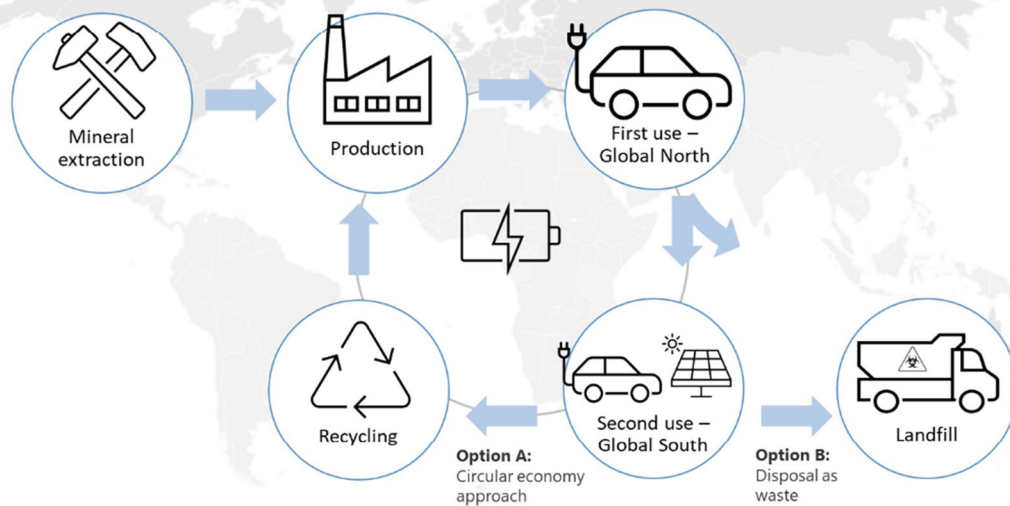 Mineral
extraction
Production
First use –
Global North
Recycling
Second use –
Global South
Landfill
Option A:
Circular economy
approach
Option B:
Disposal as
waste